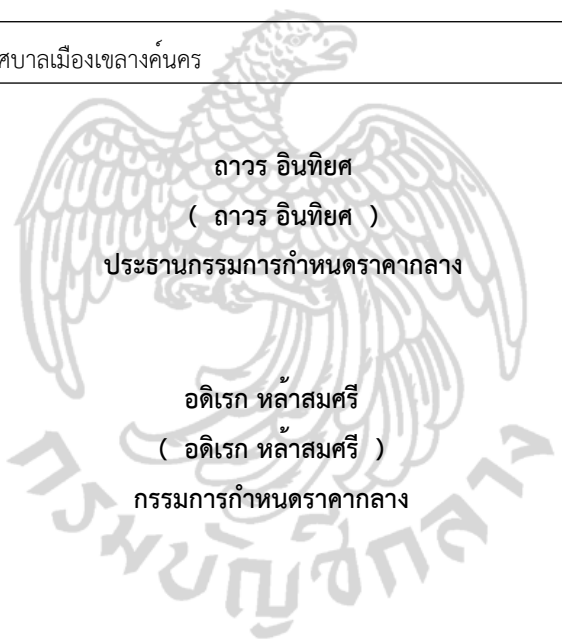 ศบาลเมืองเขลางค์นคร
ถาวร อินทิยศ
( ถาวร อินทิยศ )
ประธานกรรมการกำหนดราคากลาง
อดิเรก หล้าสมศรี
( อดิเรก หล้าสมศรี )
กรรมการกำหนดราคากลาง
กรมบัญชีกลาง